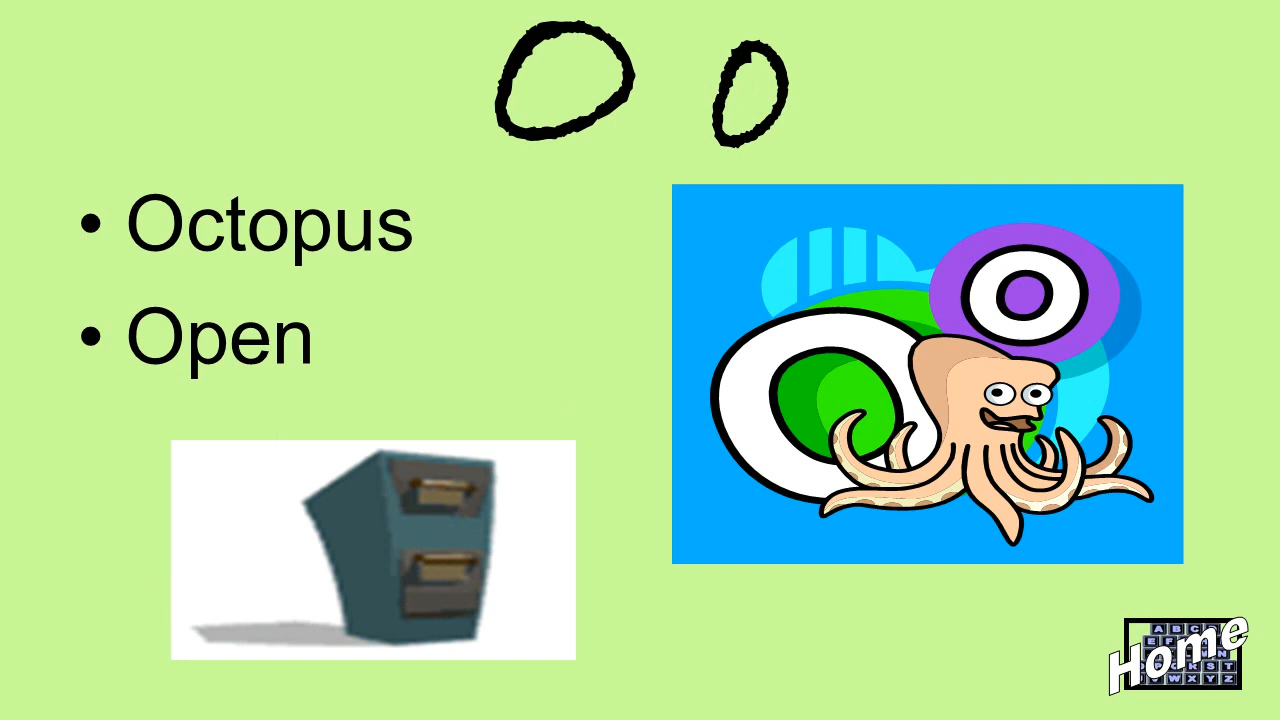 O o
• Octopus
• Open
O o
Home